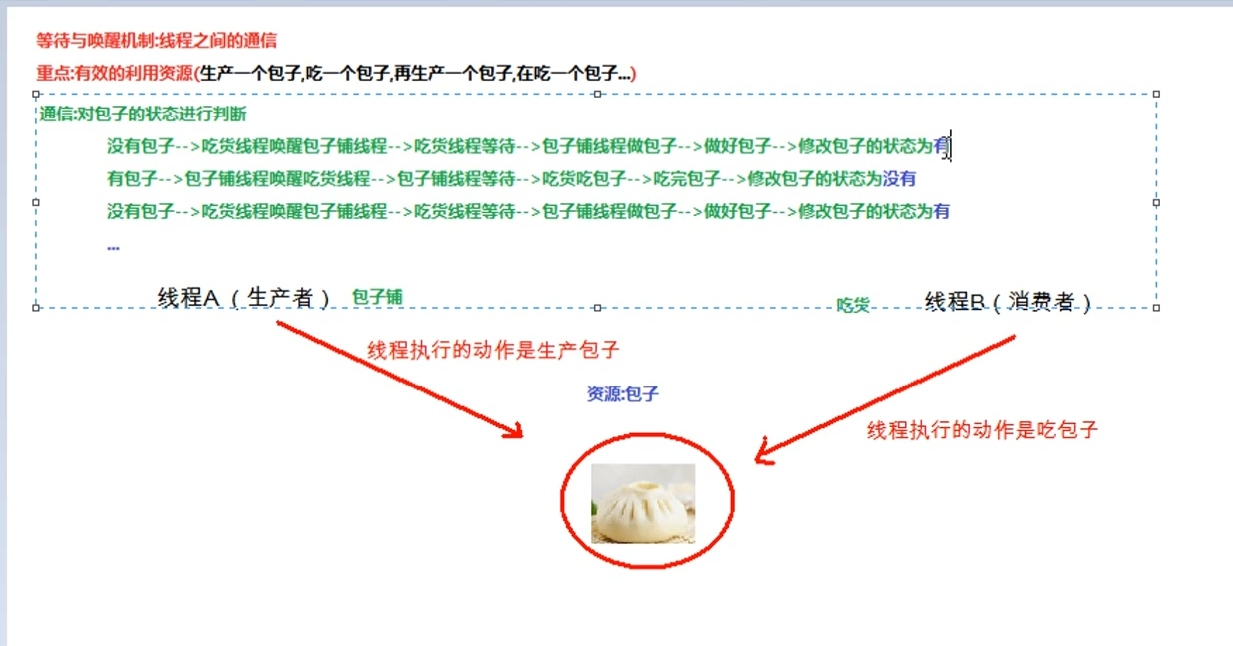 等待与唤醒机制:线程之间的通信
重点:有效的利用资源(生产一个包子,吃一个包子,再生产一个包子,在吃一个包子...)
通信:对包子的状态进行判断
没有包子-->吃货线程唤醒包子铺线程-->吃货线程等待-->包子铺线程做包子-->做好包子-->修改包子的状态为有
有包子-->包子铺线程唤醒吃货线程-->包子铺线程等待-->吃货吃包子-->吃完包子-->修改包子的状态为没有
没有包子-->吃货线程唤醒包子铺线程-->吃货线程等待-->包子铺线程做包子-->做好包子-->修改包子的状态为有
...
线程A（生产者） 包子铺
吃货 线程B（消费者）
线程执行的动作是生产包子
资源:包子
线程执行的动作是吃包子